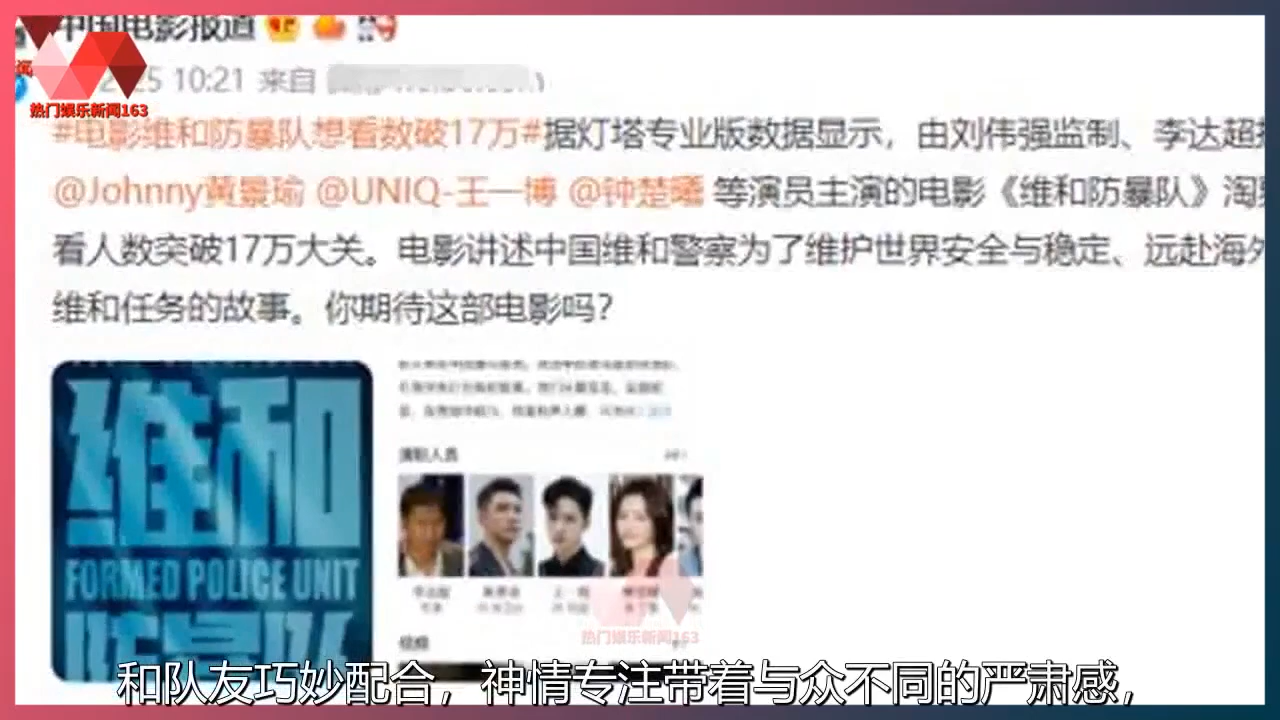 中国电影报道
25 10:21 来自
热门娱乐新闻163
#电影维和防暴队想看数破17万#据灯塔专业版数据显示，由刘伟强监制、李达超
@Johnny黄景瑜 @UNIQ-王一博 @钟楚曦 等演员主演的电影《维和防暴队》淘
看人数突破17万大关。电影讲述中国维和警察为了维护世界安全与稳定、远赴海外
维和任务的故事。你期待这部电影吗？
维和
FORMED POLICE UNIT
防暴队
演职人员
热门娱乐新闻163
和队友巧妙配合，神情专注带着与众不同的严肃感，